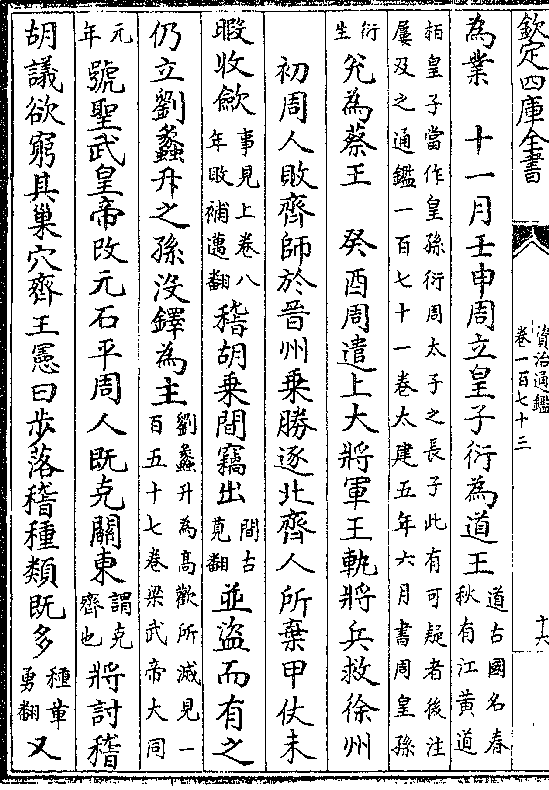 欽定四庫全書
資治通鑑
卷一百七十三
十六
為業　十一月壬申周立皇子衍為道王
道古國名春
秋有江黃道
栢皇子當作皇孫衍周太子之長子此有可疑者後注
屢及之通鑑一百七十一卷太建五年六月書周皇孫
衍
生
兖為蔡王　癸酉周遣上大將軍王軌將兵救徐州
初周人敗齊師於晉州乗勝逐北齊人所棄甲仗未
暇收歛
事見上卷八
年敗補邁翻
稽胡乗間竊出
間古
莧翻
並盜而有之
仍立劉蠡升之孫没鐸為主
劉蠡升為髙歡所滅見一
百五十七卷梁武帝大同
元
年
號聖武皇帝改元石平周人既克關東
謂克
齊也
將討稽
胡議欲窮其巢穴齊王憲曰步落稽種類既多
種章
勇翻
又